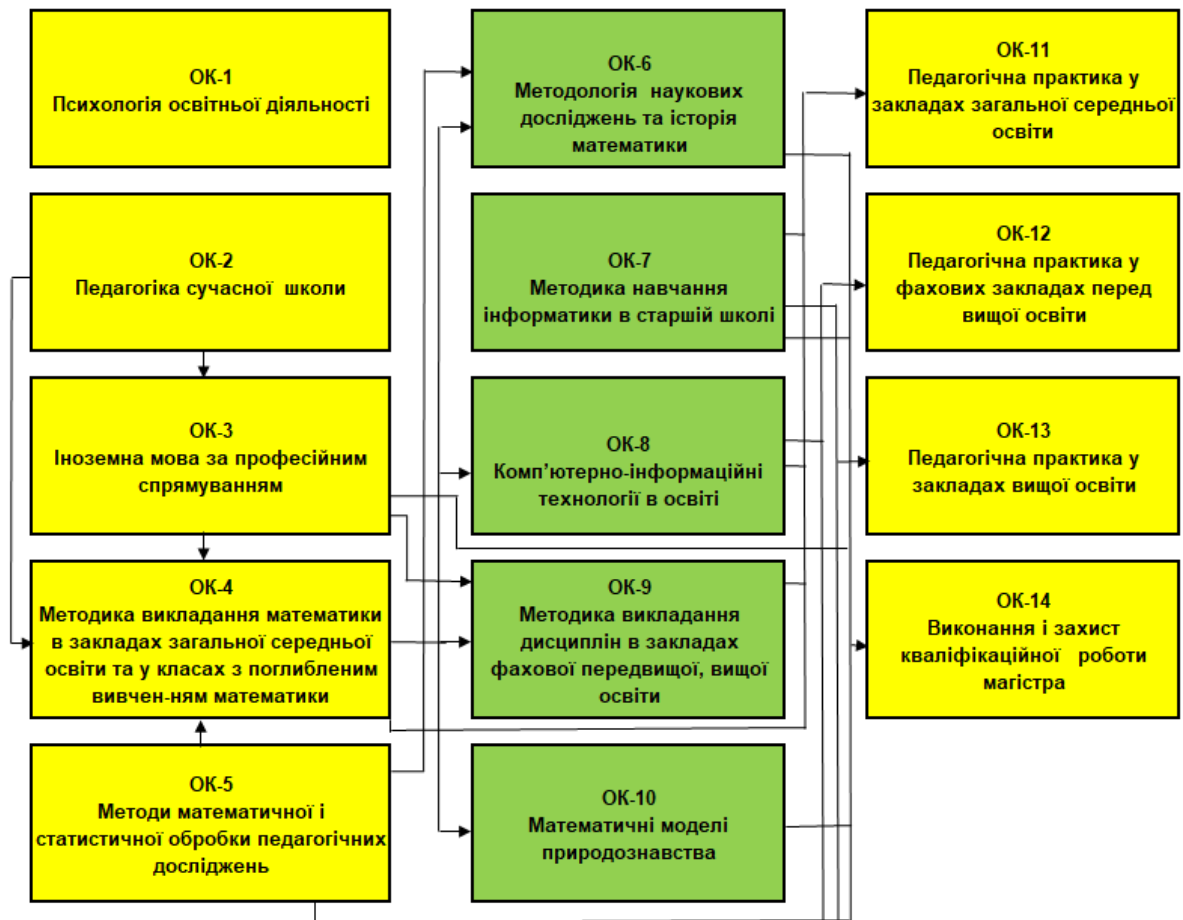 ОК-1
Психологія освітньої діяльності
ОК-2
Педагогіка сучасної школи
ОК-3
Іноземна мова за професійним
спрямуванням
ОК-4
Методика викладання математики
в закладах загальної середньої
освіти та у класах з поглибленим
вивчен-ням математики
ОК-5
Методи математичної і
статистичної обробки педагогічних
досліджень
ОК-6
Методологія наукових
досліджень та історія
математики
ОК-7
Методика навчання
інформатики в старшій школі
ОК-8
Комп’ютерно-інформаційні
технології в освіті
ОК-9
Методика викладання
дисциплін в закладах
фахової передвищої, вищої
освіти
ОК-10
Математичні моделі
природознавства
ОК-11
Педагогічна практика у
закладах загальної середньої
освіти
ОК-12
Педагогічна практика у
фахових закладах перед
вищої освіти
ОК-13
Педагогічна практика у
закладах вищої освіти
ОК-14
Виконання і захист
кваліфікаційної роботи
магістра